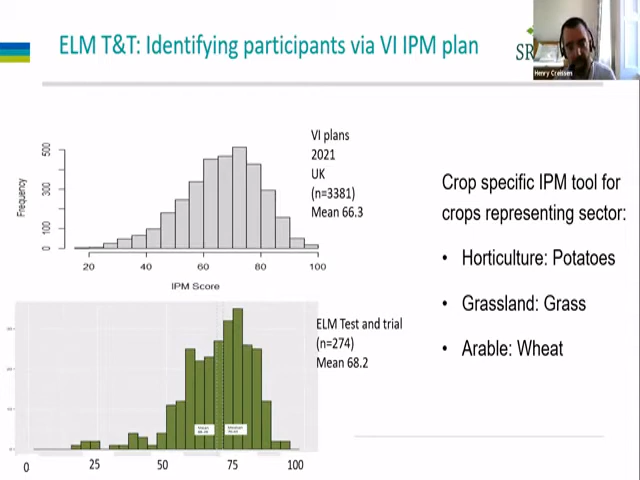 ELM T&T: Identifying participants via VI IPM plan
SR
Henry Creissen
VI plans
2021
UK
(n=3381)
Mean 66.3
Frequency
500
300
100
0
20 40 60 80 100
IPM Score
Crop specific IPM tool for
crops representing sector:
• Horticulture: Potatoes
• Grassland: Grass
• Arable: Wheat
ELM Test and trial
(n=274)
Mean 68.2
0 25 50 75 100